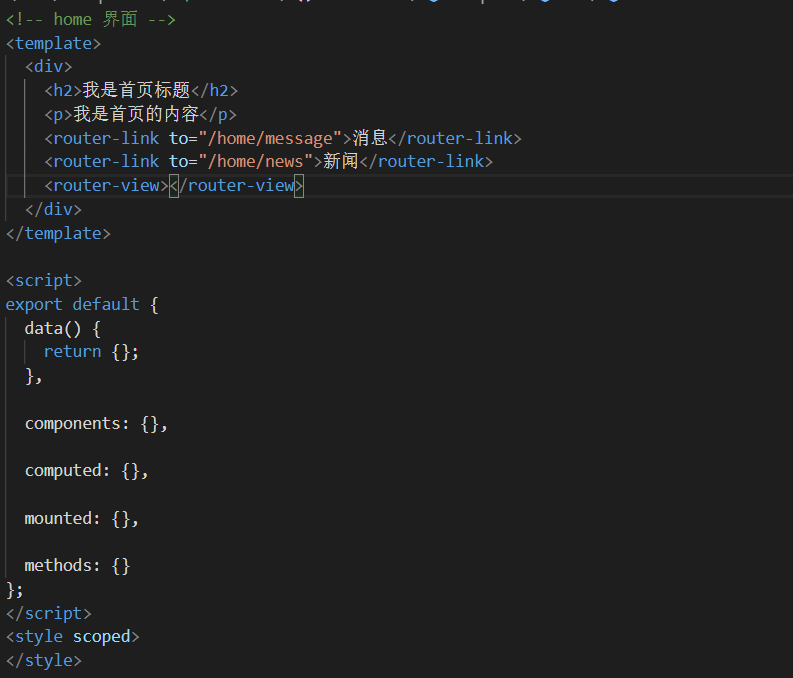 <!-- home 界面 -->
<template>
  <div>
    <h2>我是首页标题</h2>
    <p>我是首页的内容</p>
    <router-link to="/home/message">消息</router-link>
    <router-link to="/home/news">新闻</router-link>
    <router-view></router-view>
  </div>
</template>

<script>
export default {
  data() {
    return {};
  },

  components: {},

  computed: {},

  mounted: {},

  methods: {}
};
</script>
<style scoped>
</style>